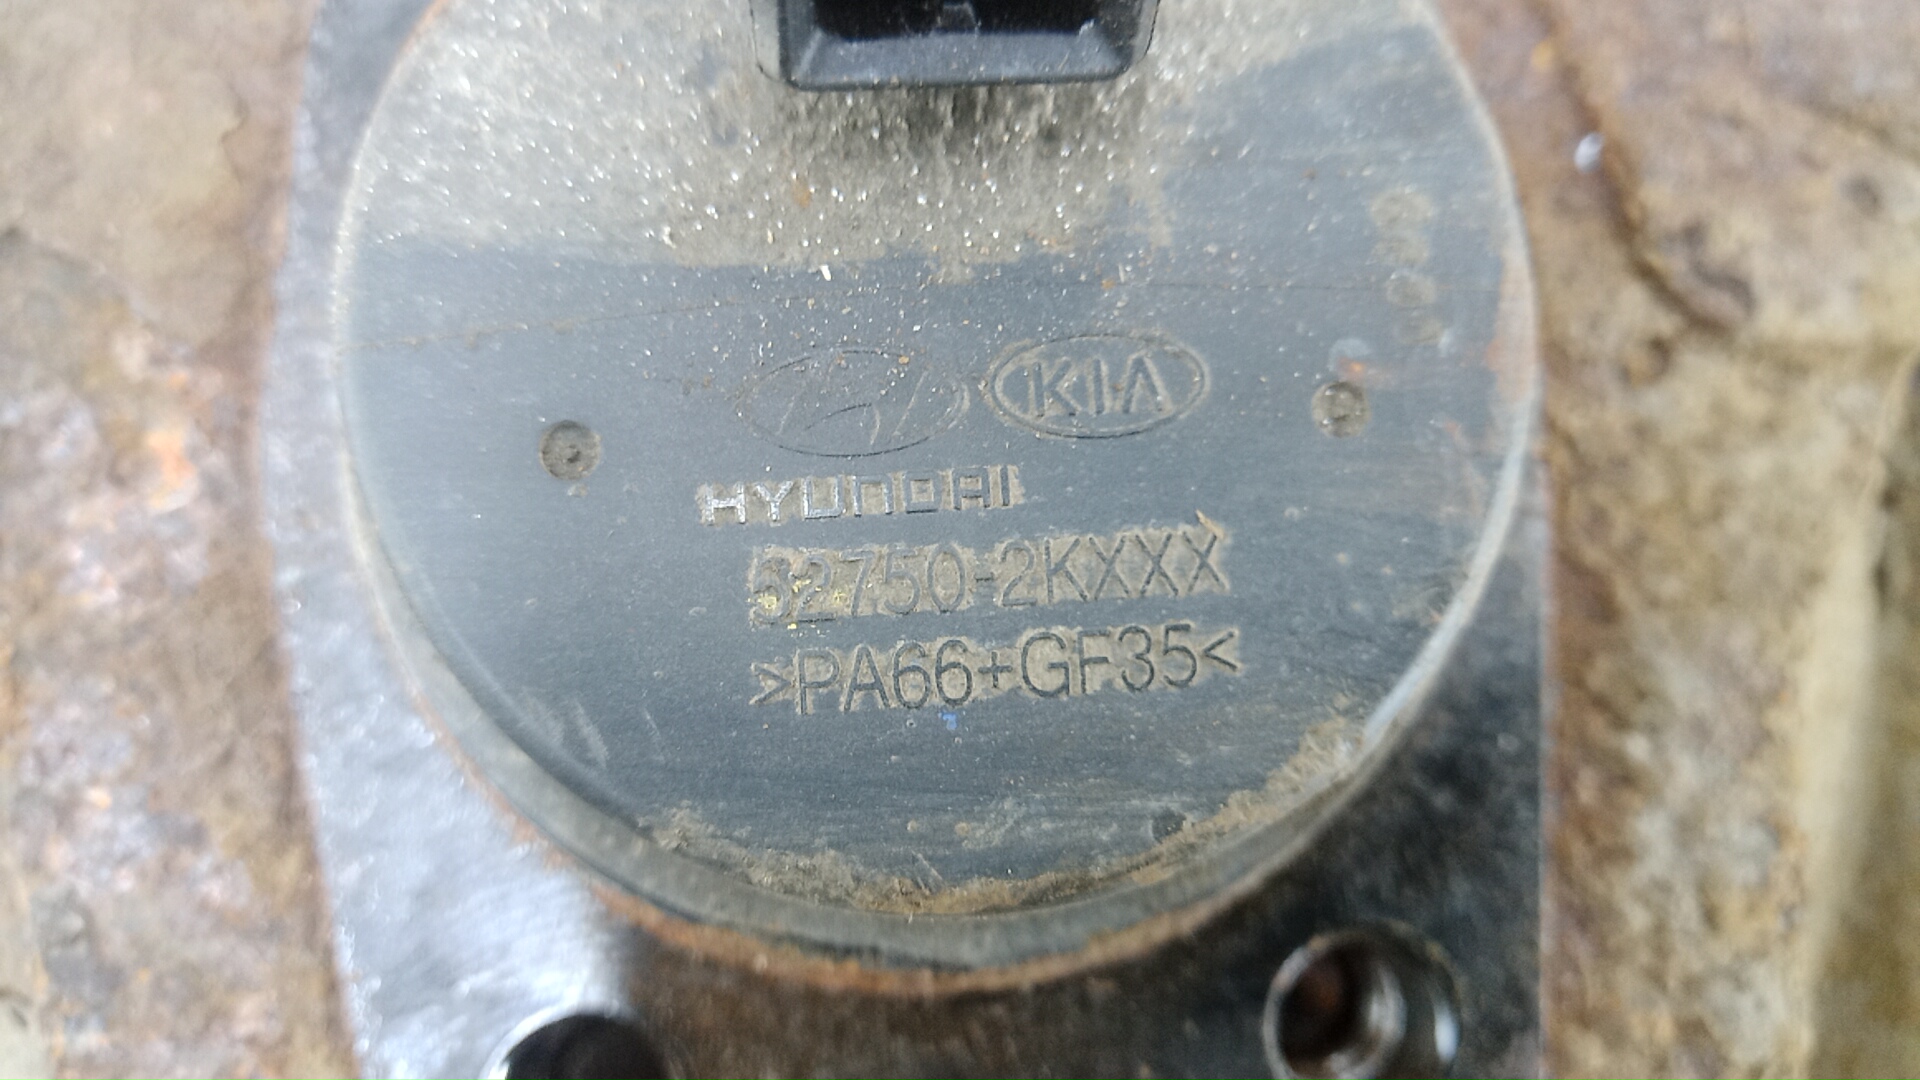 KIA
HYUNDAI
52750-2KXXX
>PA66+GF35<